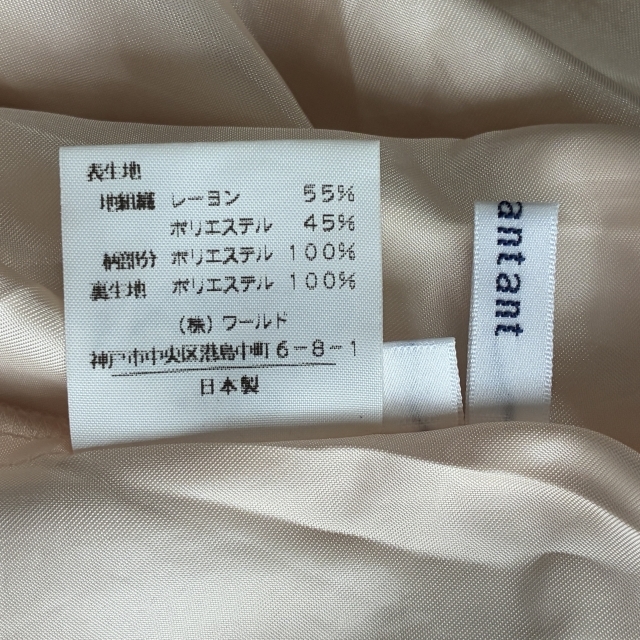 表生地
地組織 レーヨン 55%
ポリエステル 45%
柄部分 ポリエステル 100%
裏生地 ポリエステル 100%
(株) ワールド
神戸市中央区港島中町6-8-1
日本製
antant